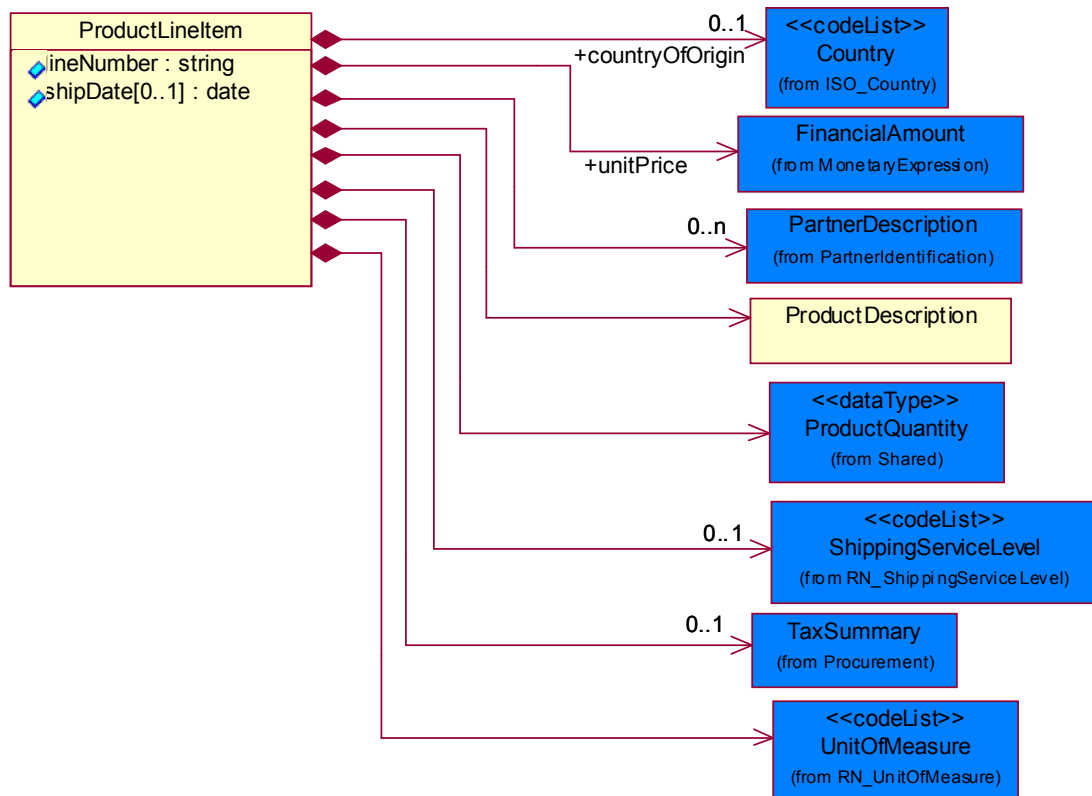 ProductLineItem
lineNumber : string
shipDate[0..1] : date
0..1
+countryOfOrigin
<<codeList>>
Country
(from ISO_Country)
+unitPrice
FinancialAmount
(from MonetaryExpression)
0..n
PartnerDescription
(from PartnerIdentification)
ProductDescription
<<dataType>>
ProductQuantity
(from Shared)
0..1
<<codeList>>
ShippingServiceLevel
(from RN_ShippingServiceLevel)
0..1
TaxSummary
(from Procurement)
<<codeList>>
UnitOfMeasure
(from RN_UnitOfMeasure)